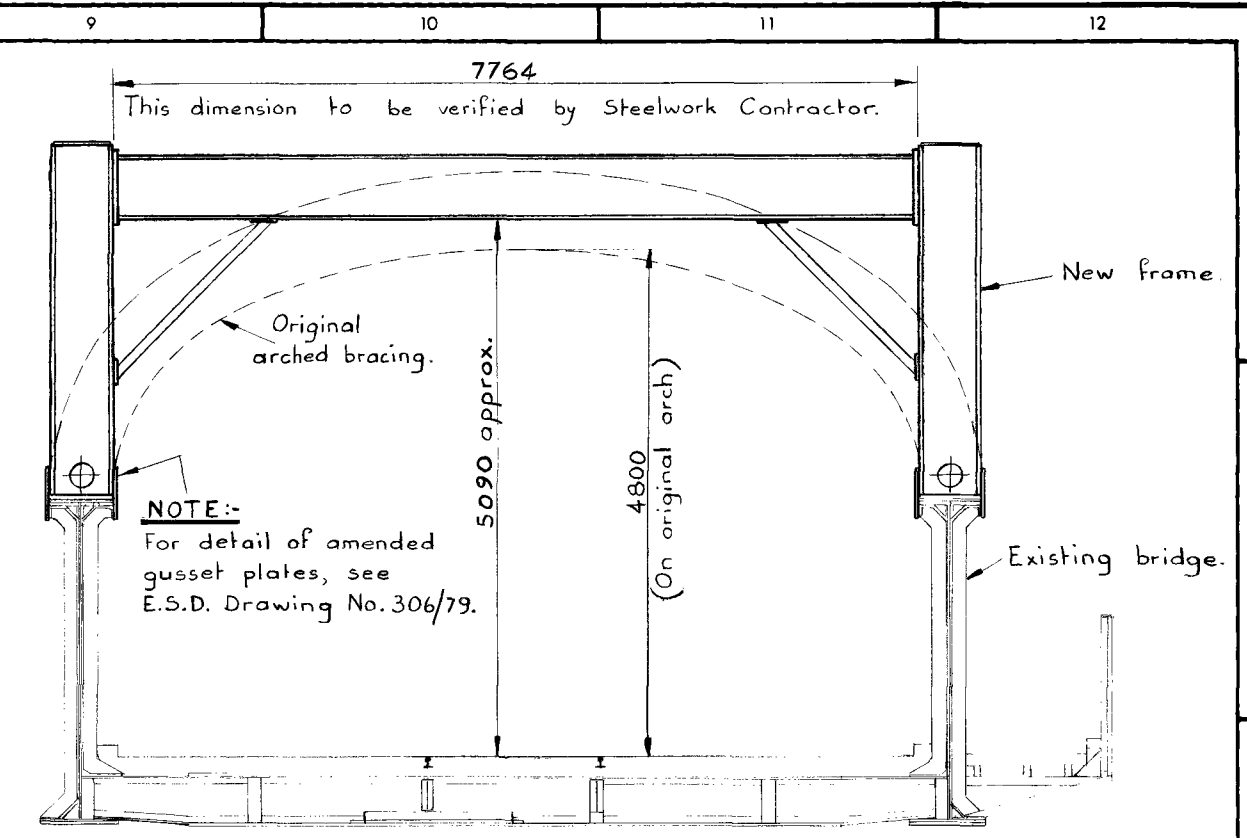 9 10 11 12
7764
This dimension to be verified by Steelwork Contractor.
New frame.
Original
arched bracing.
5090 approx.
4800
(On original arch)
NOTE:-
For detail of amended
gusset plates, see
E.S.D. Drawing No. 306/79.
Existing bridge.